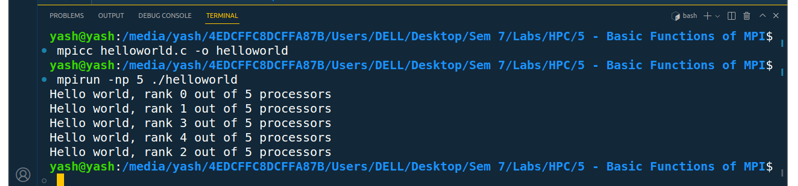 PROBLEMS OUTPUT DEBUG CONSOLE TERMINAL bash
yash@yash:/media/yash/4EDCFFC8DCFFA87B/Users/DELL/Desktop/Sem 7/Labs/HPC/5 - Basic Functions of MPI$
mpicc helloworld.c -o helloworld
yash@yash:/media/yash/4EDCFFC8DCFFA87B/Users/DELL/Desktop/Sem 7/Labs/HPC/5 - Basic Functions of MPI$
mpirun -np 5 ./helloworld
Hello world, rank 0 out of 5 processors
Hello world, rank 1 out of 5 processors
Hello world, rank 3 out of 5 processors
Hello world, rank 4 out of 5 processors
Hello world, rank 2 out of 5 processors
yash@yash:/media/yash/4EDCFFC8DCFFA87B/Users/DELL/Desktop/Sem 7/Labs/HPC/5 - Basic Functions of MPI$